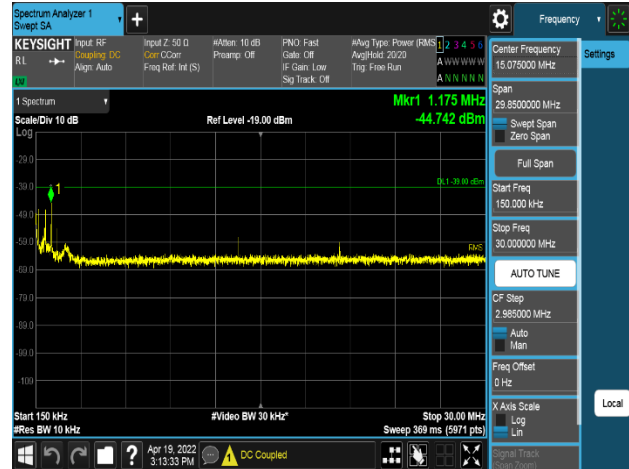 Spectrum Analyzer 1
Swept SA
Frequency
KEYSIGHT
Input: RF
Input Z: 50 Ω
#Atten: 10 dB
PNO: Fast
#Avg Type: Power (RMS
1 2 3 4 5 6
RL
Coupling: DC
Corr CCorr
Preamp: Off
Gate: Off
Avg|Hold: 20/20
A WW WW W
Align: Auto
Freq Ref: Int (S)
IF Gain: Low
Trig: Free Run
Sig Track: Off
A N N N N N
1 Spectrum
Mkr1 1.175 MHz
Scale/Div 10 dB
Ref Level -19.00 dBm
-44.742 dBm
Log
-29.0
-39.0
1
DL1 -39.00 dBm
-49.0
-59.0
RMS
-69.0
-79.0
-89.0
-99.0
-109
Start 150 kHz
#Video BW 30 kHz*
Stop 30.00 MHz
#Res BW 10 kHz
Sweep 369 ms (5971 pts)
Center Frequency
15.075000 MHz
Settings
Span
29.8500000 MHz
Swept Span
Zero Span
Full Span
Start Freq
150.000 kHz
Stop Freq
30.000000 MHz
AUTO TUNE
CF Step
2.985000 MHz
Auto
Man
Freq Offset
0 Hz
X Axis Scale
Log
Lin
Local
Signal Track
(Span Zoom)
?
Apr 19, 2022
3:13:33 PM
DC Coupled